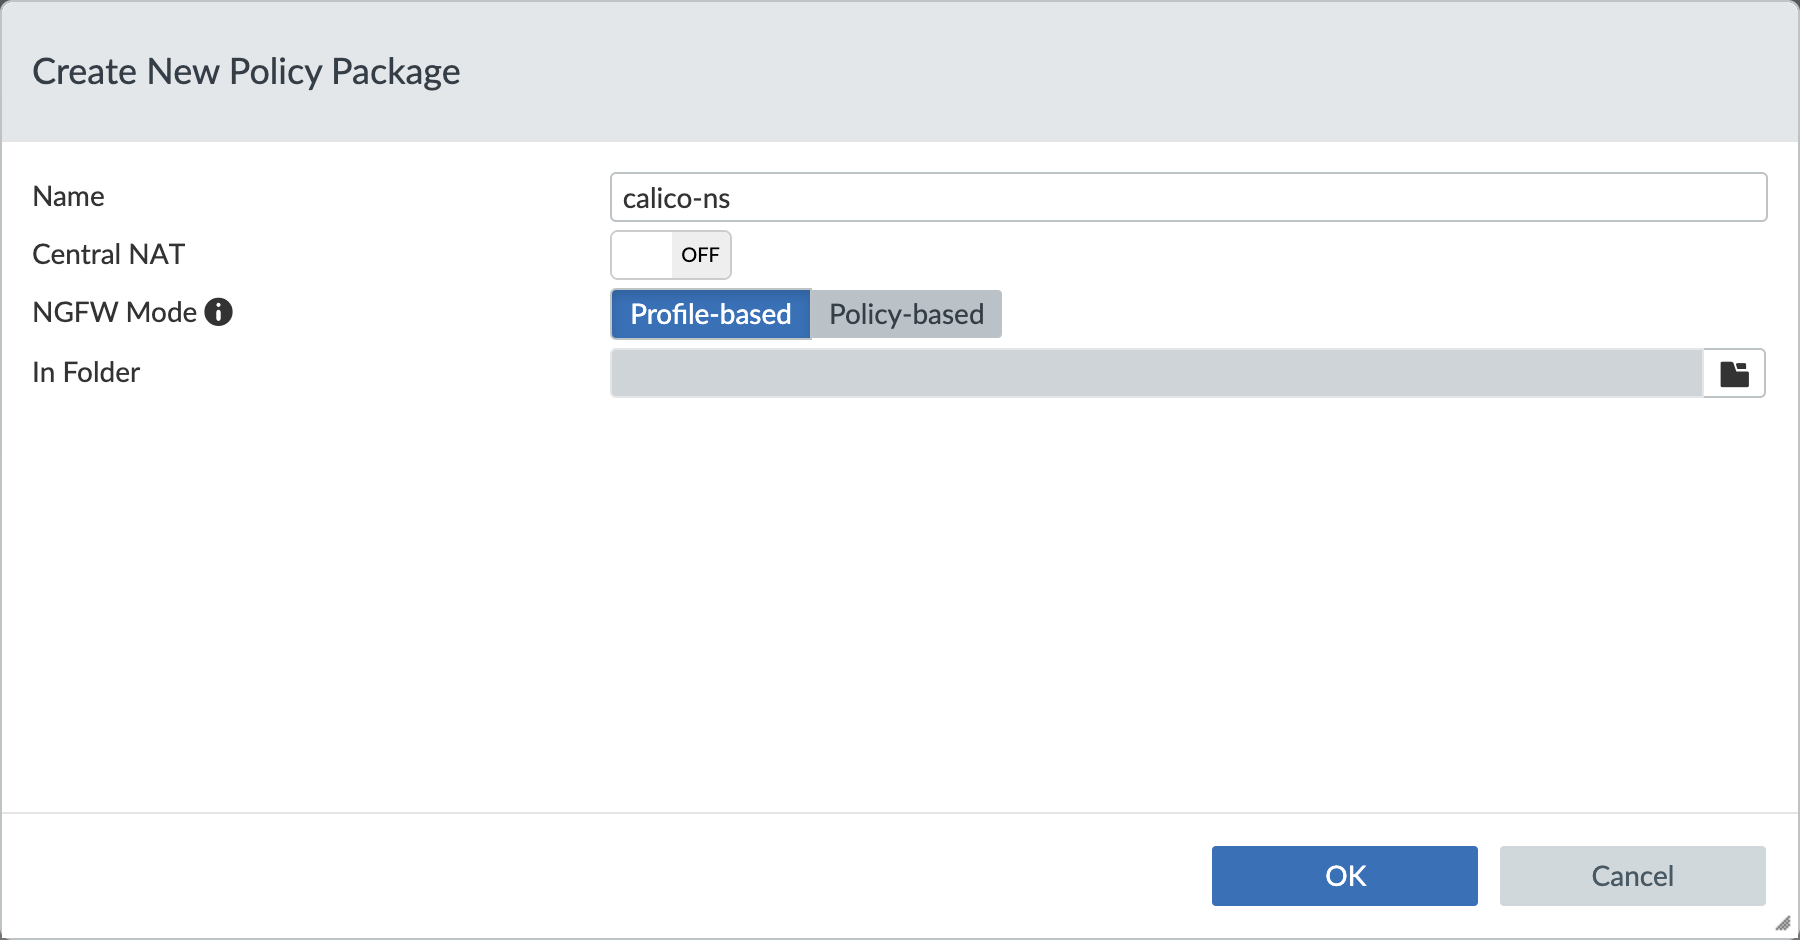 Create New Policy Package
Name
calico-ns
Central NAT
OFF
NGFW Mode
Profile-based Policy-based
In Folder
OK
Cancel